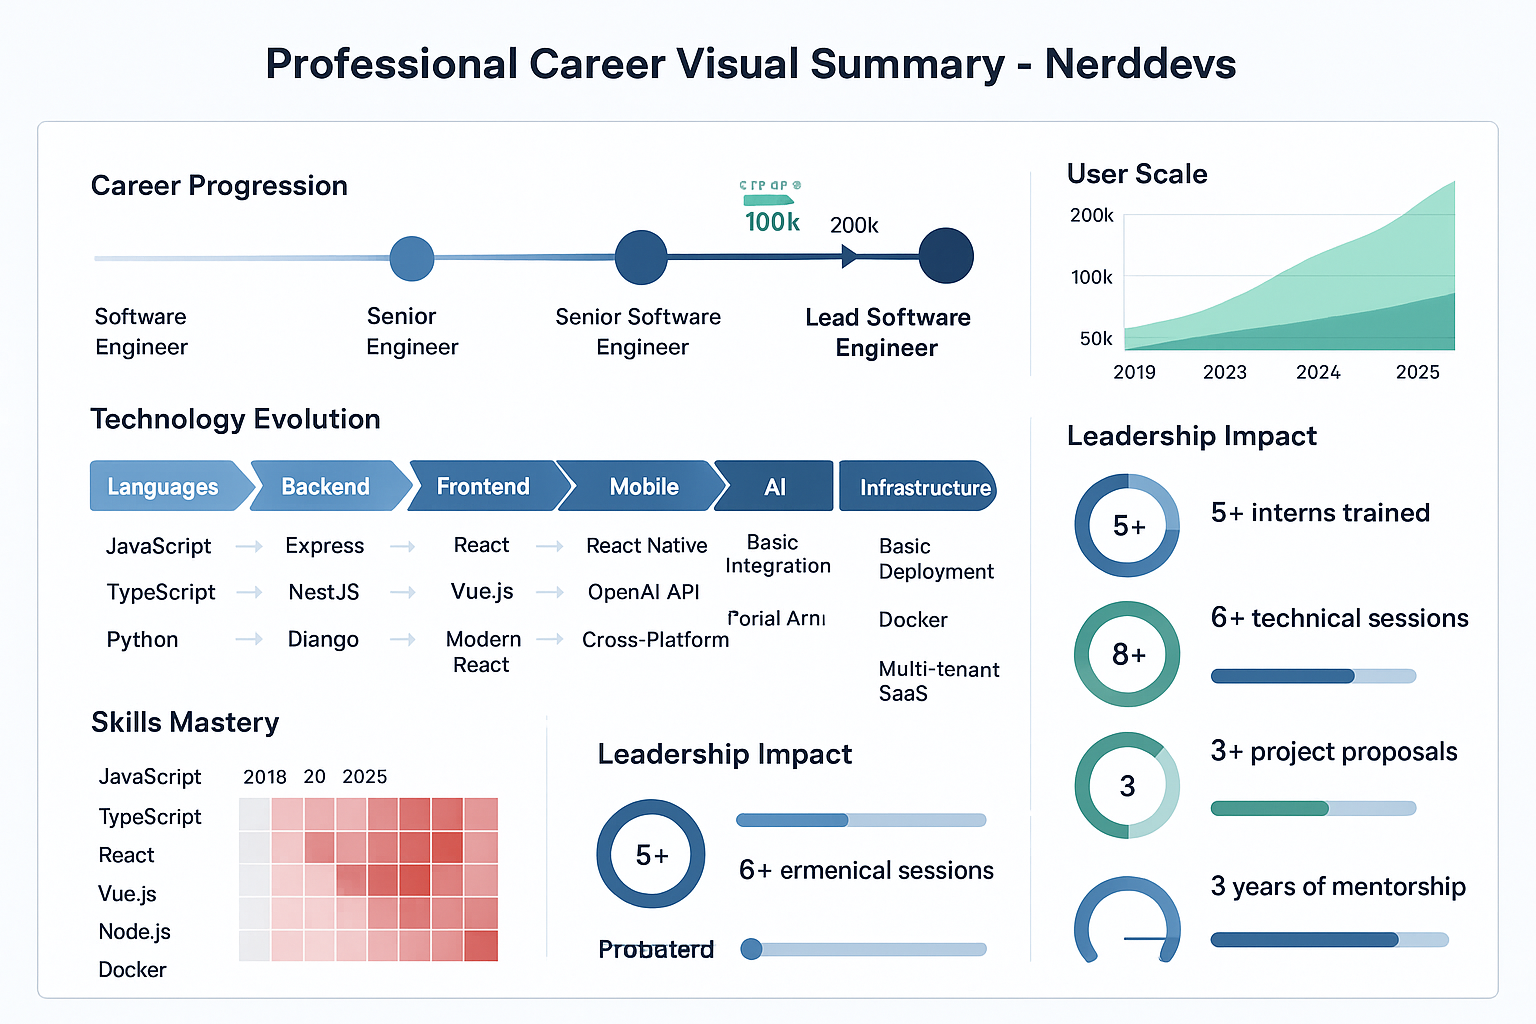 Professional Career Visual Summary - Nerddevs
Career Progression
100k
200k
Software
Engineer
Senior
Engineer
Senior Software
Engineer
Lead Software
Engineer
User Scale
200k
100k
50k
2019 2023 2024 2025
Technology Evolution
Languages Backend Frontend Mobile AI Infrastructure
JavaScript Express React React Native
TypeScript NestJS Vue.js OpenAI API
Python Diango Modern
React
Cross-Platform
Basic
Integration
Basic
Deployment
Docker
Multi-tenant
SaaS
Skills Mastery
JavaScript
TypeScript
React
Vue.js
Node.js
Docker
2018 20 2025
Leadership Impact
5+
6+ ermenical sessions
Probaterd
Leadership Impact
5+
5+ interns trained
8+
6+ technical sessions
3
3+ project proposals
3 years of mentorship